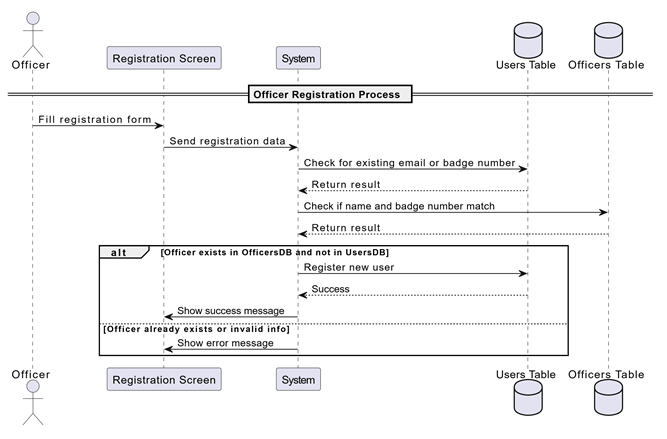 Officer
Registration Screen
System
Users Table
Officers Table
Officer Registration Process
Fill registration form
Send registration data
Check for existing email or badge number
Return result
Check if name and badge number match
Return result
alt
[Officer exists in OfficersDB and not in UsersDB]
Register new user
Success
Show success message
[Officer already exists or invalid info]
Show error message
Officer
Registration Screen
System
Users Table
Officers Table